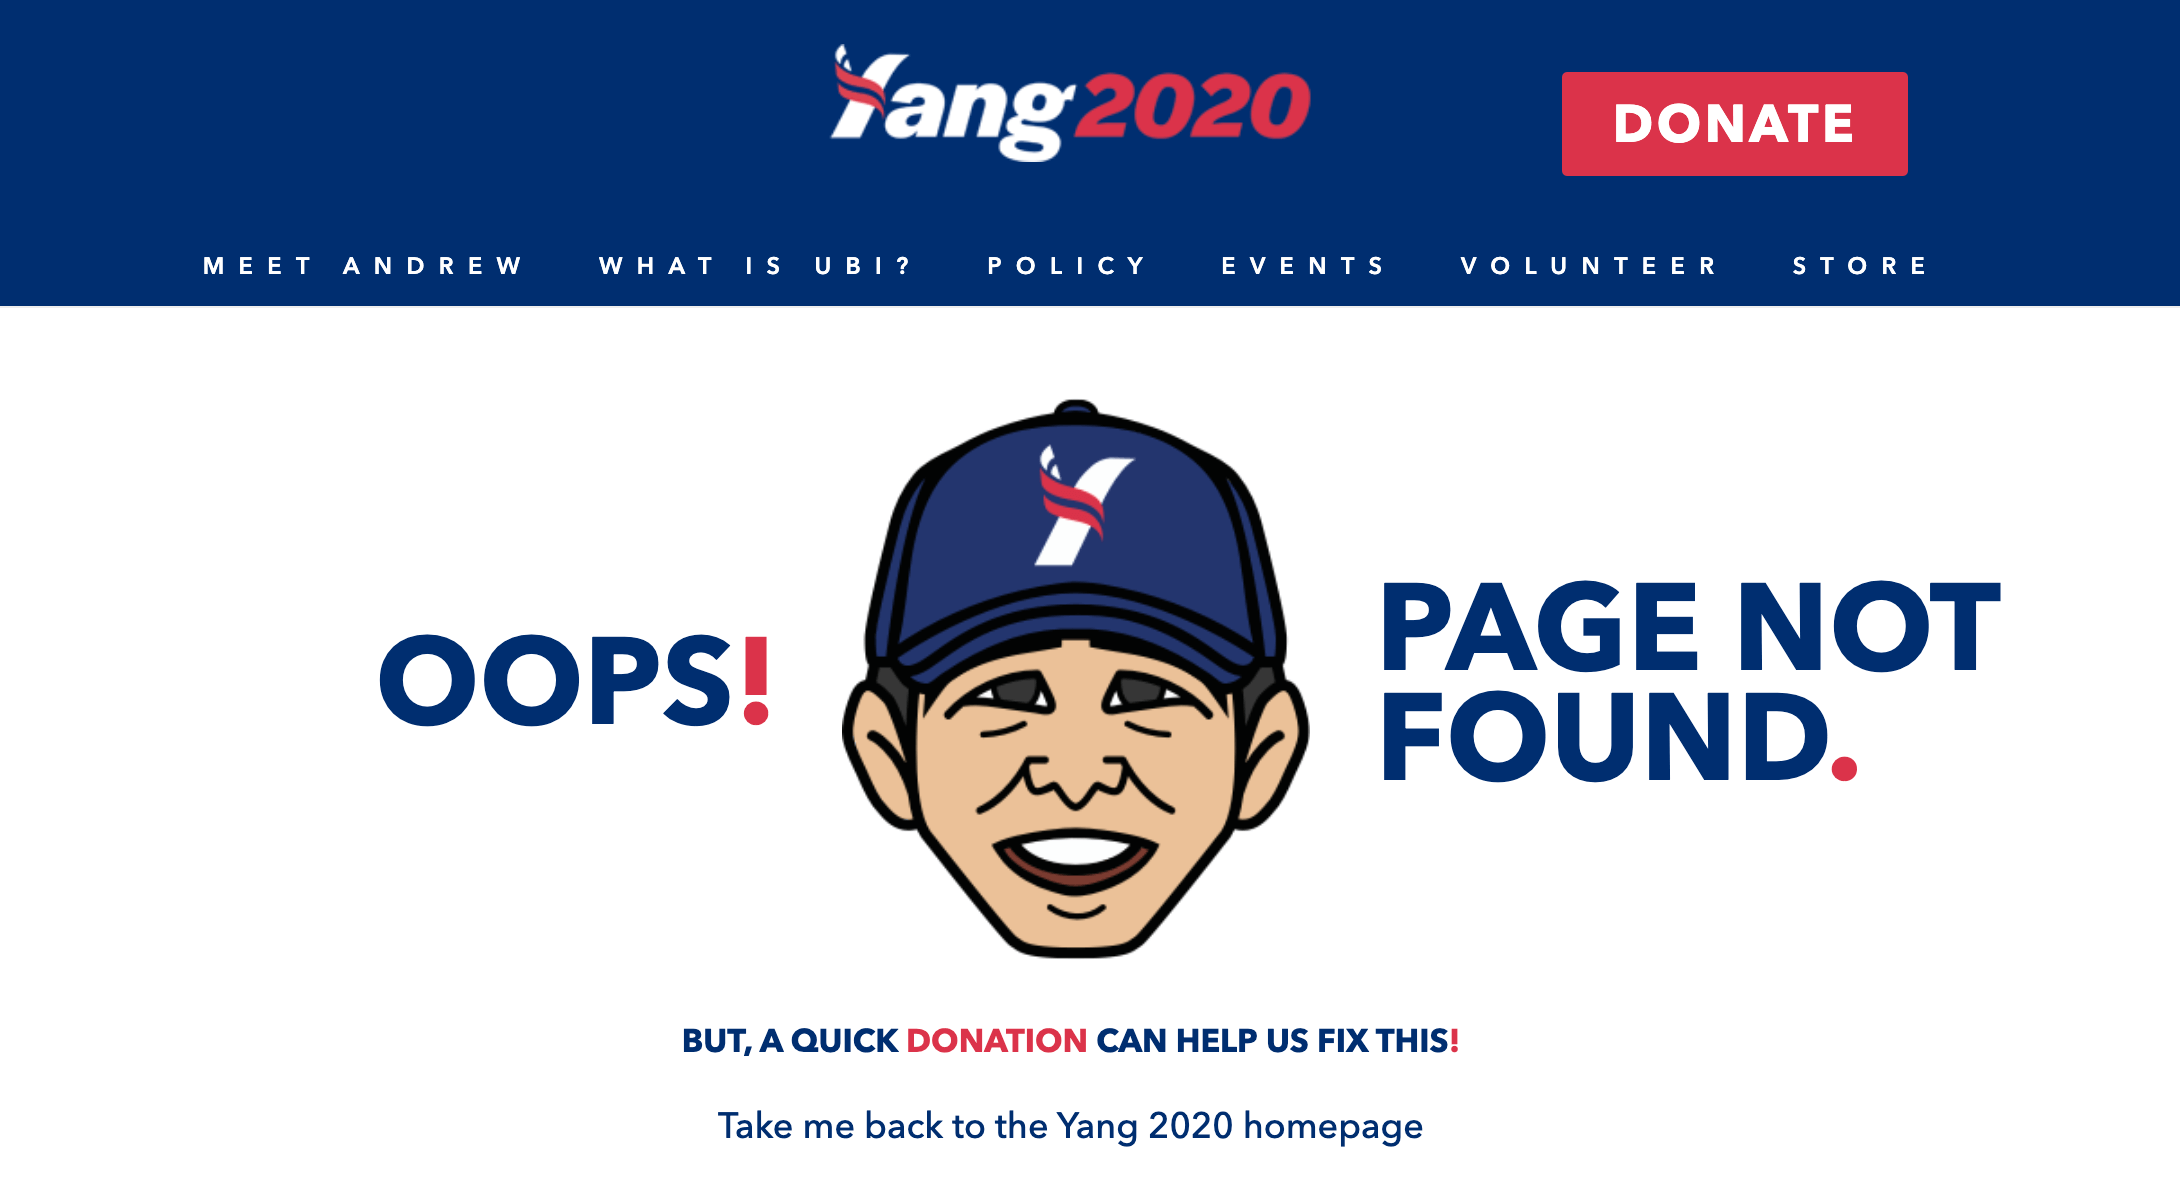 Yang2020
DONATE
MEET ANDREW
WHAT IS UBI?
POLICY
EVENTS
VOLUNTEER
STORE
Y
OOPS!
PAGE NOT
FOUND.
BUT, A QUICK DONATION CAN HELP US FIX THIS!
Take me back to the Yang 2020 homepage